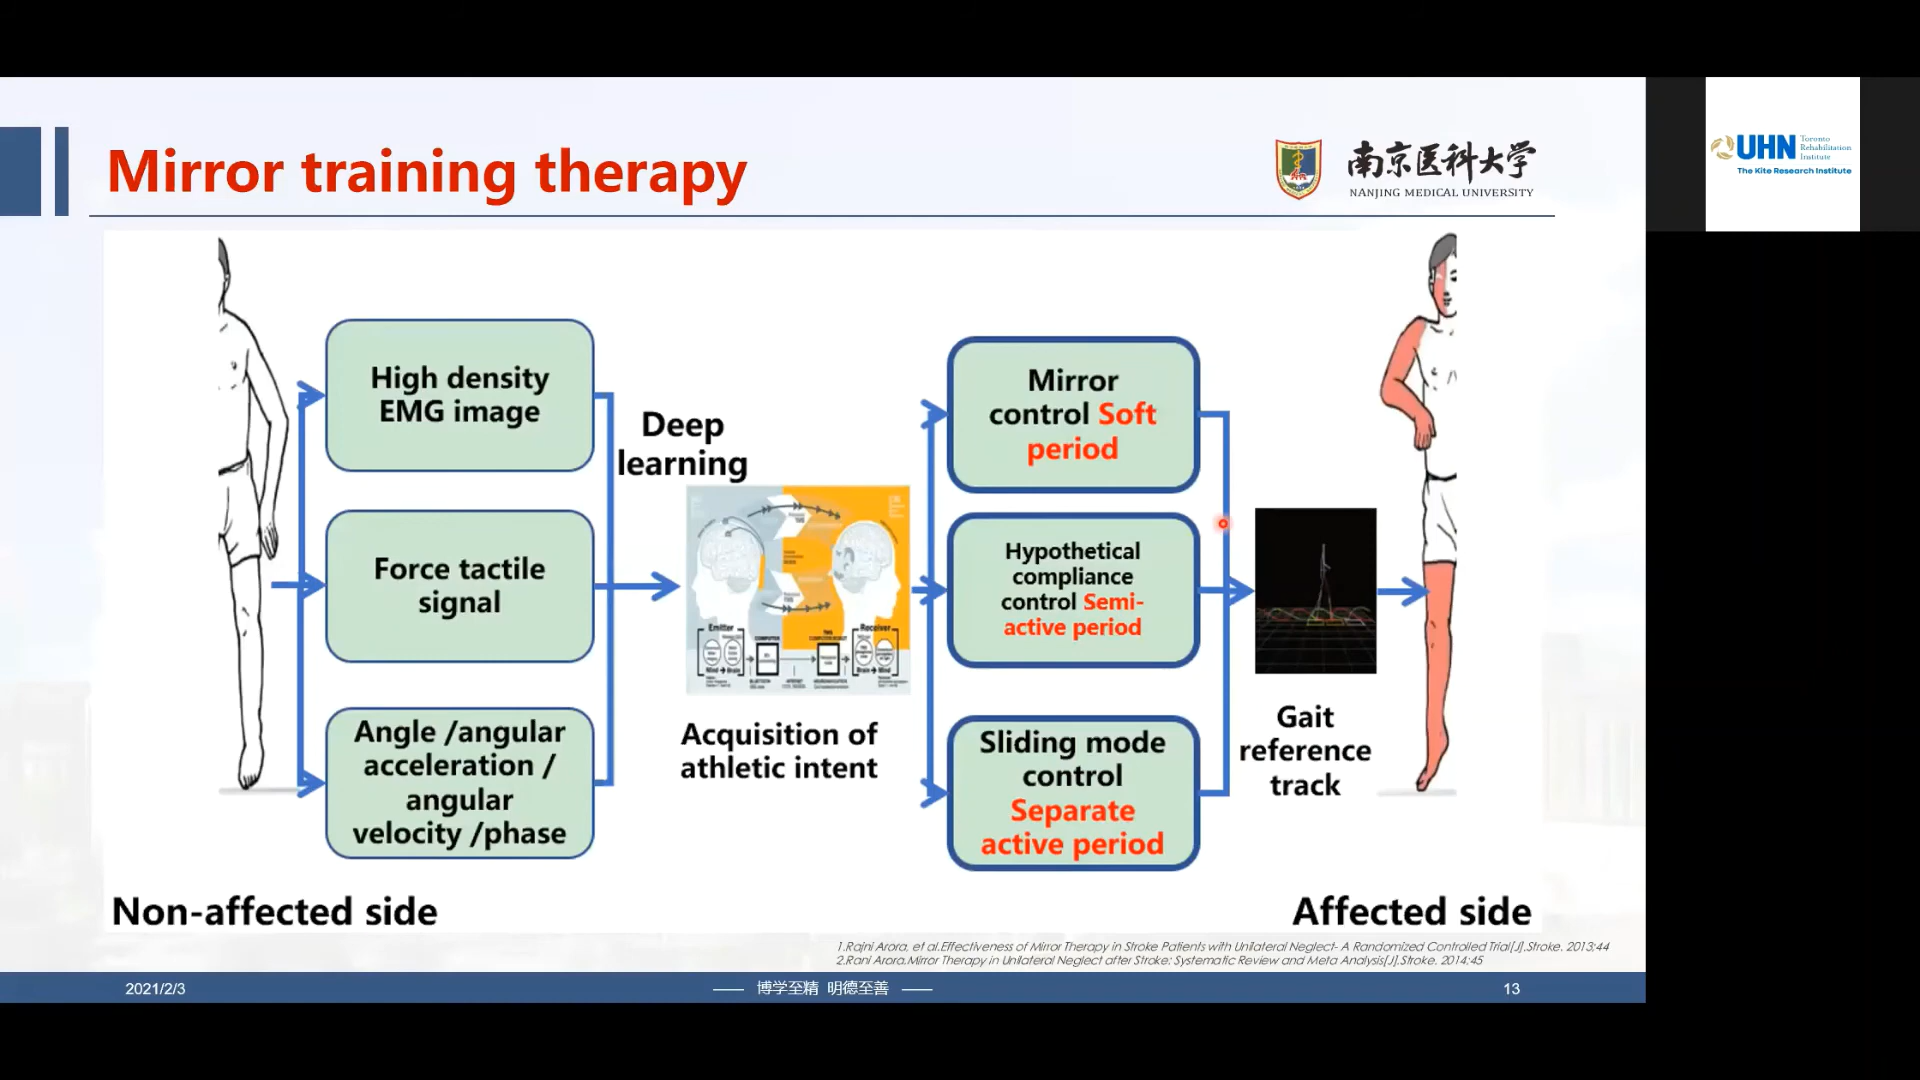 Mirror training therapy
南京医科大学
NANJING MEDICAL UNIVERSITY
UHN
Toronto
Rehabilitation
Institute
The Kite Research Institute
High density
EMG image
Force tactile
signal
Angle /angular
acceleration /
angular
velocity /phase
Deep
learning
Emitter
Receiver
COMPUTER
Acquisition of
athletic intent
Mirror
control Soft
period
Hypothetical
compliance
control Semi-
active period
Sliding mode
control
Separate
active period
Gait
reference
track
Non-affected side
Affected side
1.Rajni Arora, et al.Effectiveness of Mirror Therapy in Stroke Patients with Unilateral Neglect- A Randomized Controlled Trial[J].Stroke. 2013;44
2.Rani Arora.Mirror Therapy in Unilateral Neglect after Stroke: Systematic Review and Meta Analysis[J].Stroke. 2014;45
2021/2/3
—— 博学至精 明德至善 ——
13